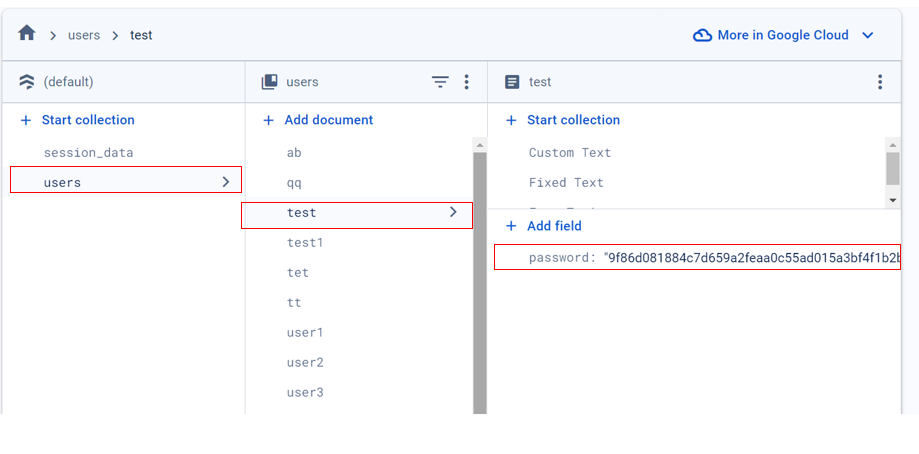 users > test
More in Google Cloud
(default)
users
test
+ Start collection
+ Add document
+ Start collection
session_data
users
ab
qq
test
test1
tet
tt
user1
user2
user3
Custom Text
Fixed Text
+ Add field
password: "9f86d081884c7d659a2feaa0c55ad015a3bf4f1b2b